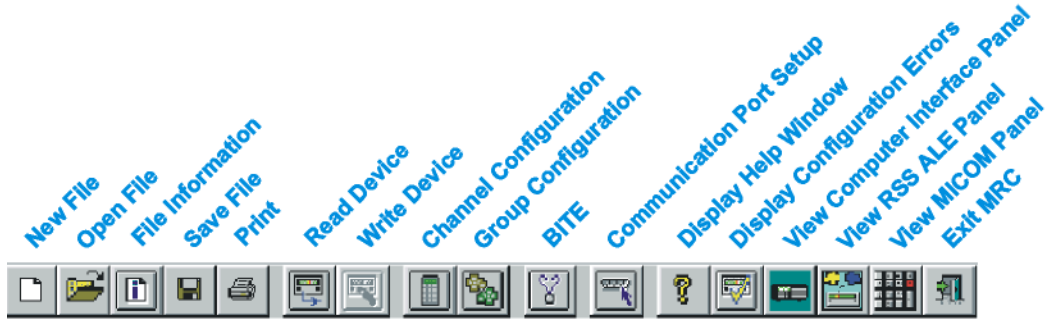 New File
Open File
File Information
Save File
Print
Read Device
Write Device
Channel Configuration
Group Configuration
BITE
Communication Port Setup
Display Help Window
Display Configuration Errors
View Computer Interface Panel
View RSS ALE Panel
View MICOM Panel
Exit MRC